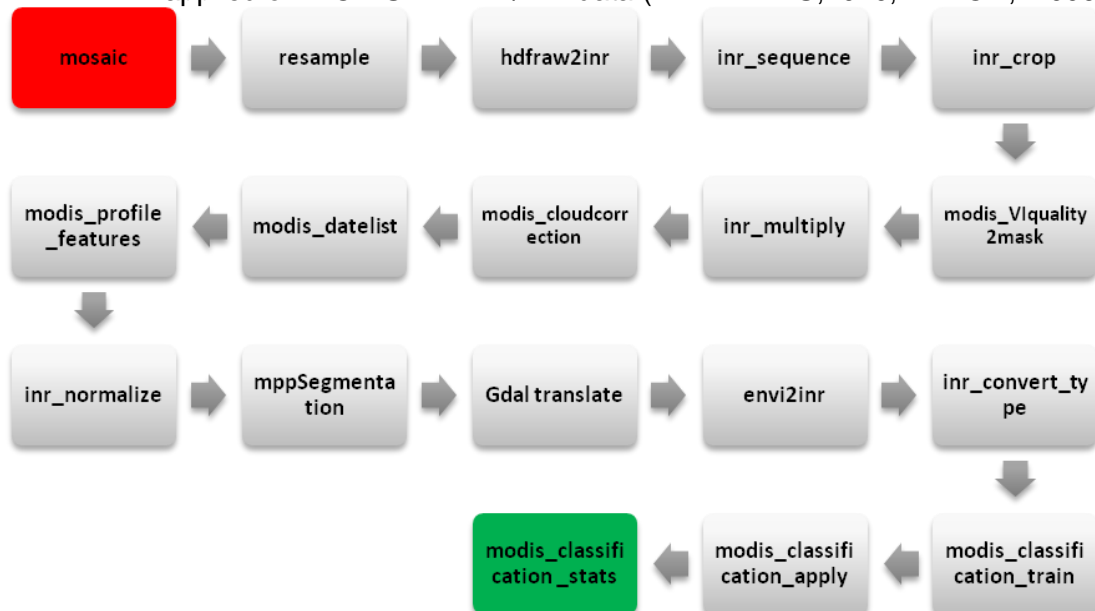 mosaic
resample
hdfraw2inr
inr_sequence
inr_crop
modis_VIquality
2mask
inr_multiply
modis_cloudcorr
ection
modis_datelist
modis_profile
_features
inr_normalize
mppSegmenta
tion
Gdal translate
envi2inr
inr_convert_ty
pe
modis_classifi
cation_train
modis_classifi
cation_apply
modis_classifi
cation_stats